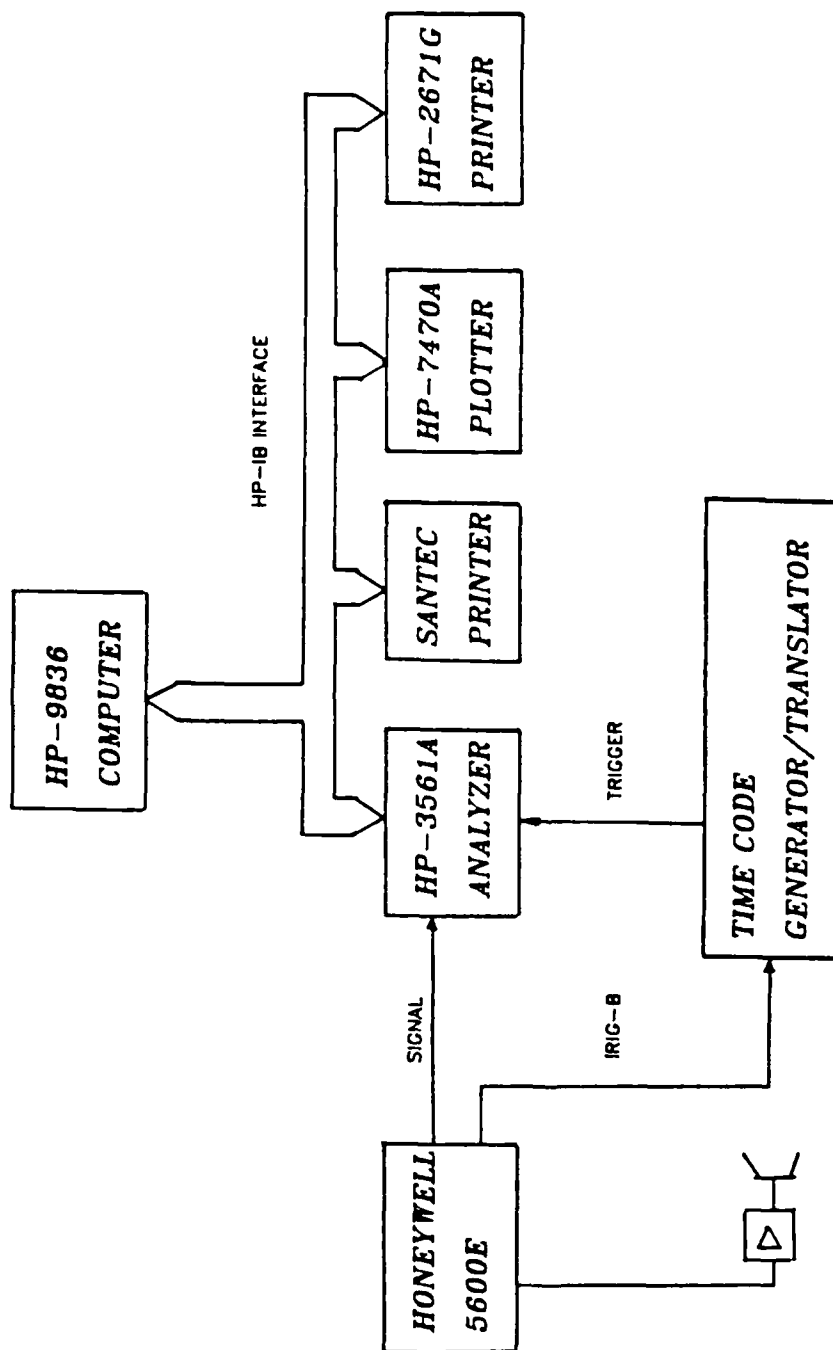 HP-9836
COMPUTER
HP-IB INTERFACE
HP-3561A
ANALYZER
SANTEC
PRINTER
HP-7470A
PLOTTER
HP-2671G
PRINTER
SIGNAL
TRIGGER
HONEYWELL
5600E
IRIG-B
TIME CODE
GENERATOR/TRANSLATOR